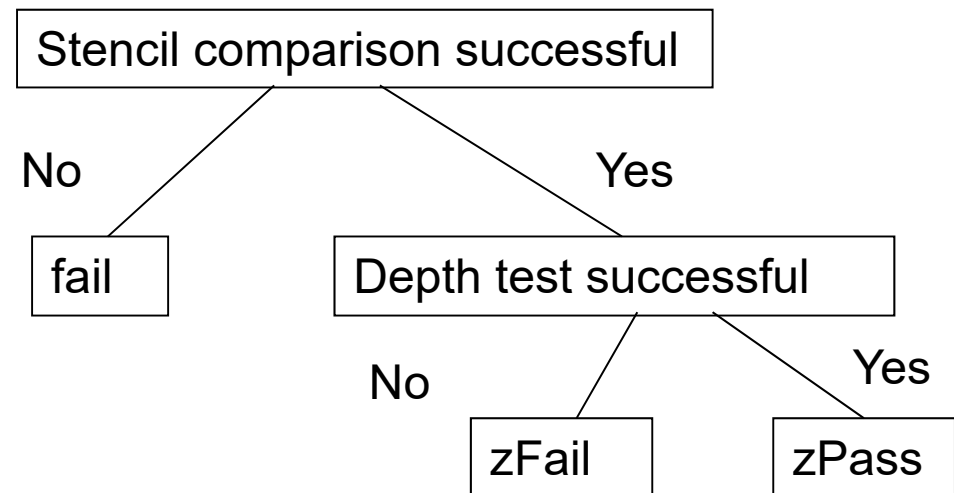 Stencil comparison successful
No
Yes
fail
Depth test successful
No
Yes
zFail
zPass